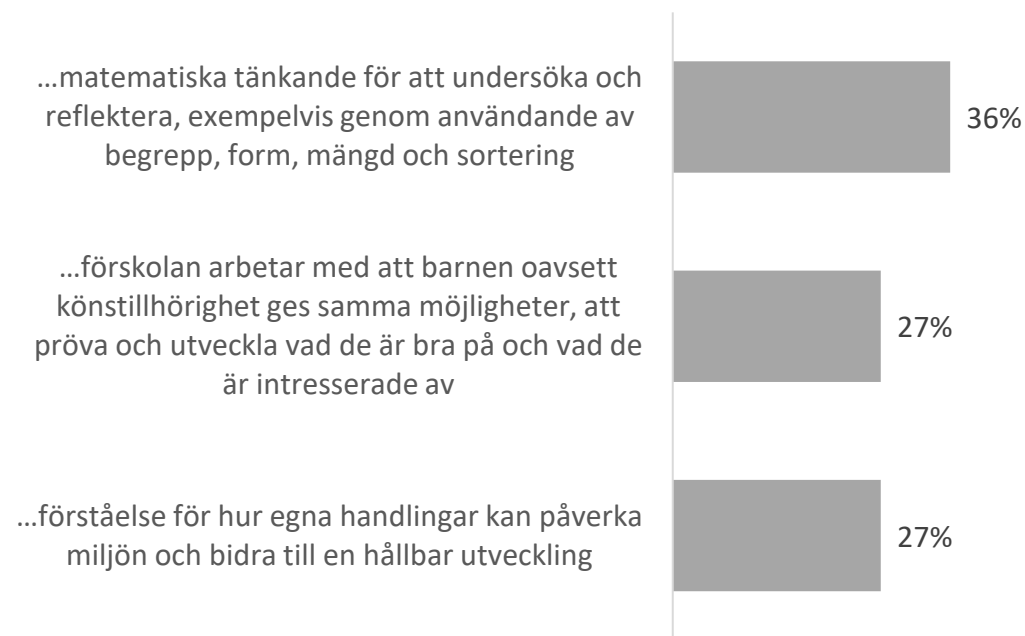 …matematiska tänkande för att undersöka och
reflektera, exempelvis genom användande av
begrepp, form, mängd och sortering
36%
…förskolan arbetar med att barnen oavsett
könstillhörighet ges samma möjligheter, att
pröva och utveckla vad de är bra på och vad de
är intresserade av
27%
…förståelse för hur egna handlingar kan påverka
miljön och bidra till en hållbar utveckling
27%